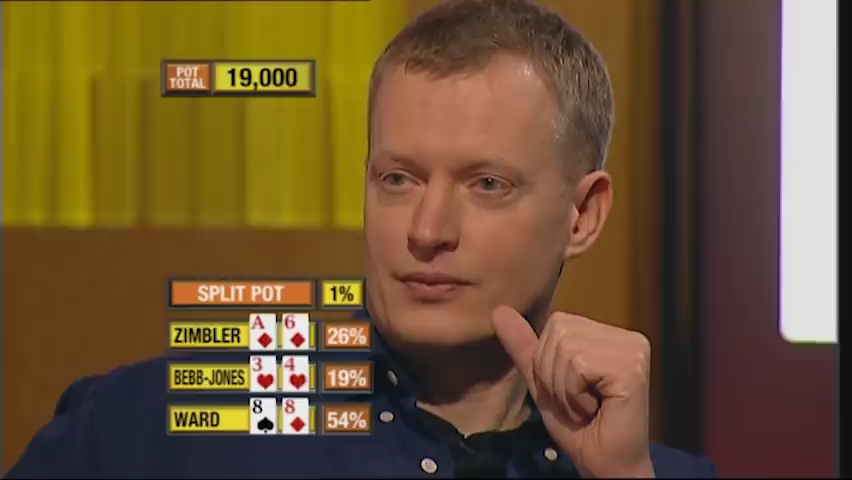 POT TOTAL 19,000
SPLIT POT 1%
ZIMBLER A 6 26%
BEBB-JONES 3 4 19%
WARD 8 8 54%